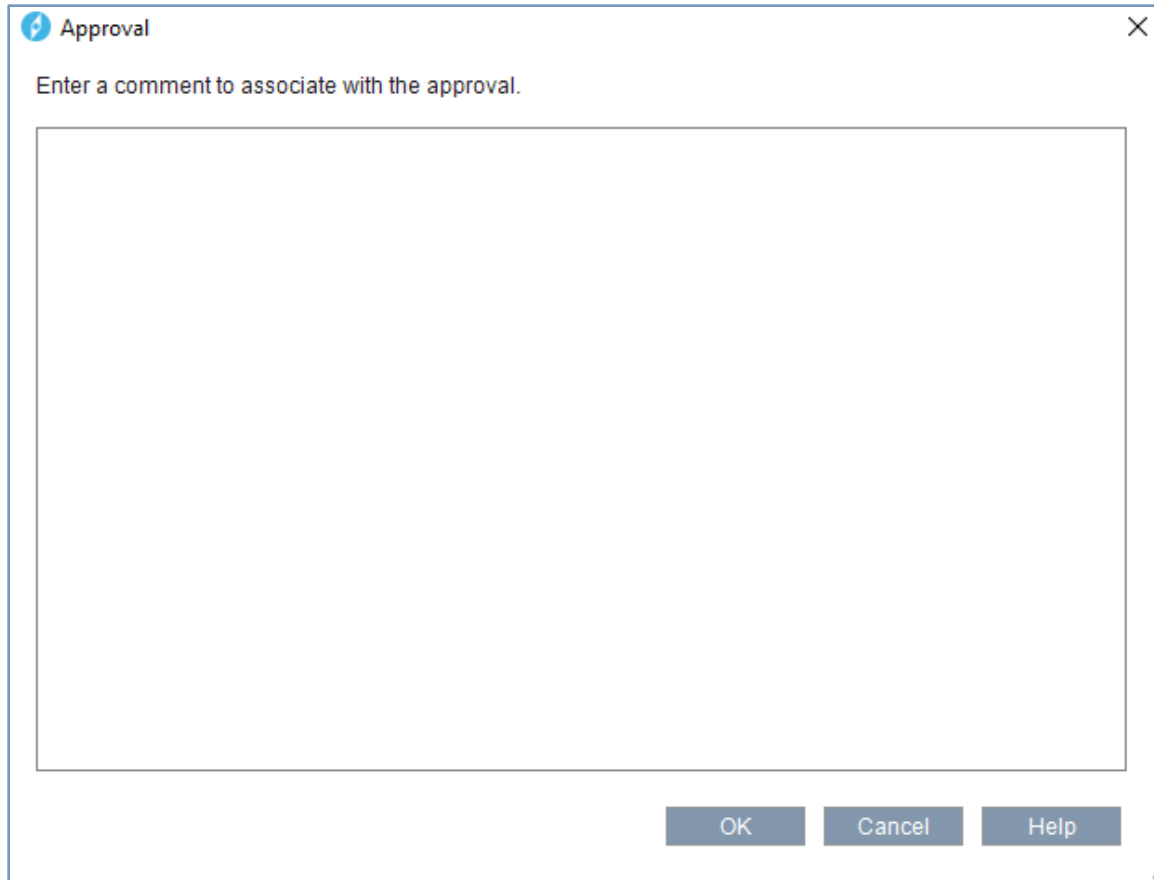 Approval
Enter a comment to associate with the approval.
OK Cancel Help